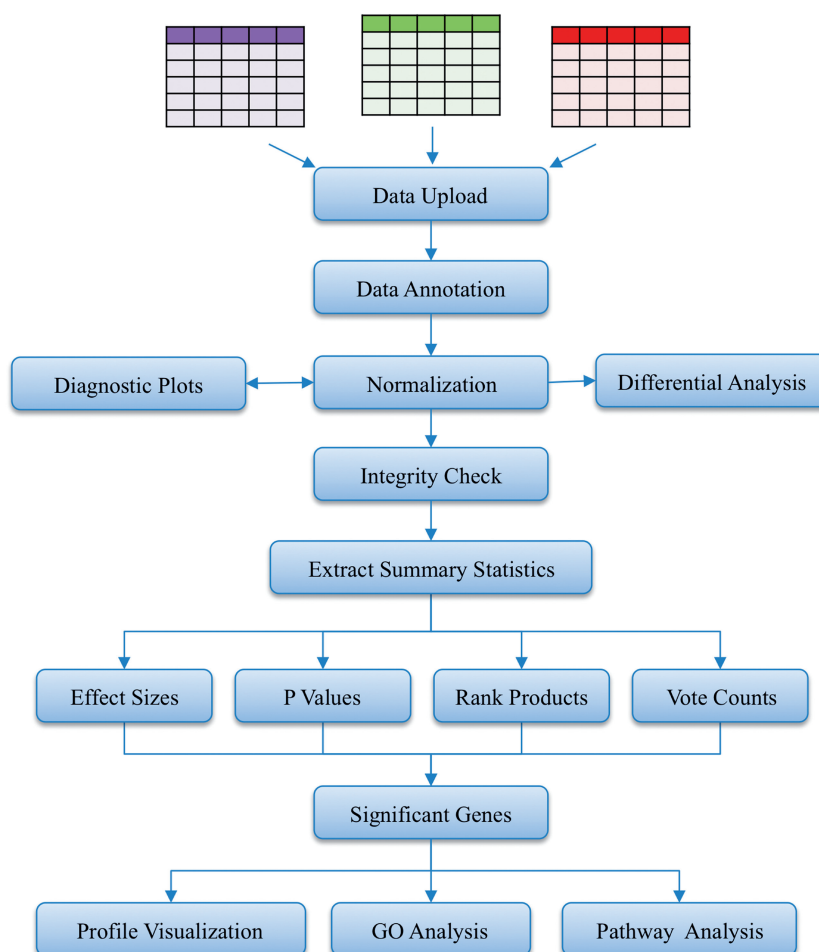 Data Upload
Data Annotation
Diagnostic Plots
Normalization
Differential Analysis
Integrity Check
Extract Summary Statistics
Effect Sizes
P Values
Rank Products
Vote Counts
Significant Genes
Profile Visualization
GO Analysis
Pathway Analysis